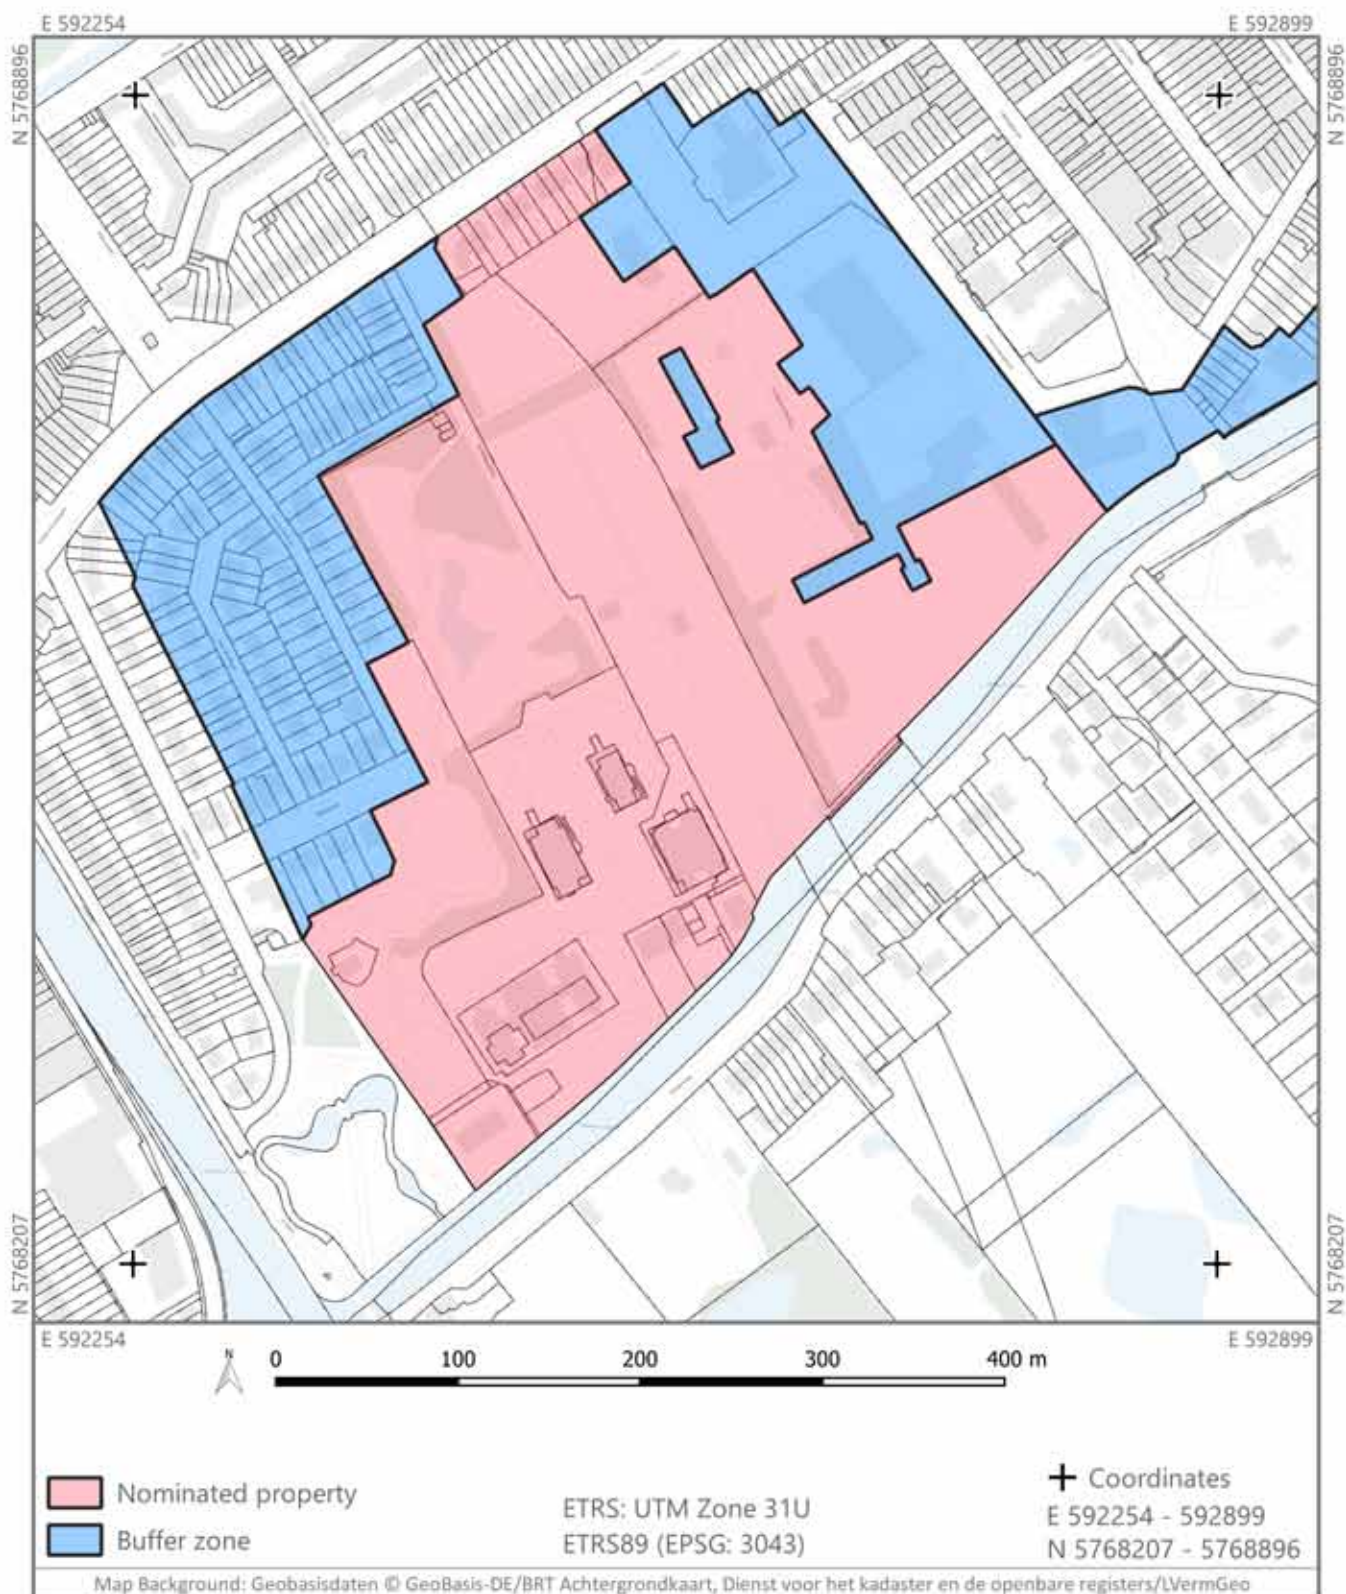 E 592254
E 592899
N 5768896
N 5768896
N 5768207
N 5768207
E 592254
E 592899
N
0 100 200 300 400 m
Nominated property
Buffer zone
ETRS: UTM Zone 31U
ETRS89 (EPSG: 3043)
Coordinates
E 592254 - 592899
N 5768207 - 5768896
Map Background: Geobasisdaten © GeoBasis-DE/BRT Achtergrondkaart, Dienst voor het kadaster en de openbare registers/LVermGeo